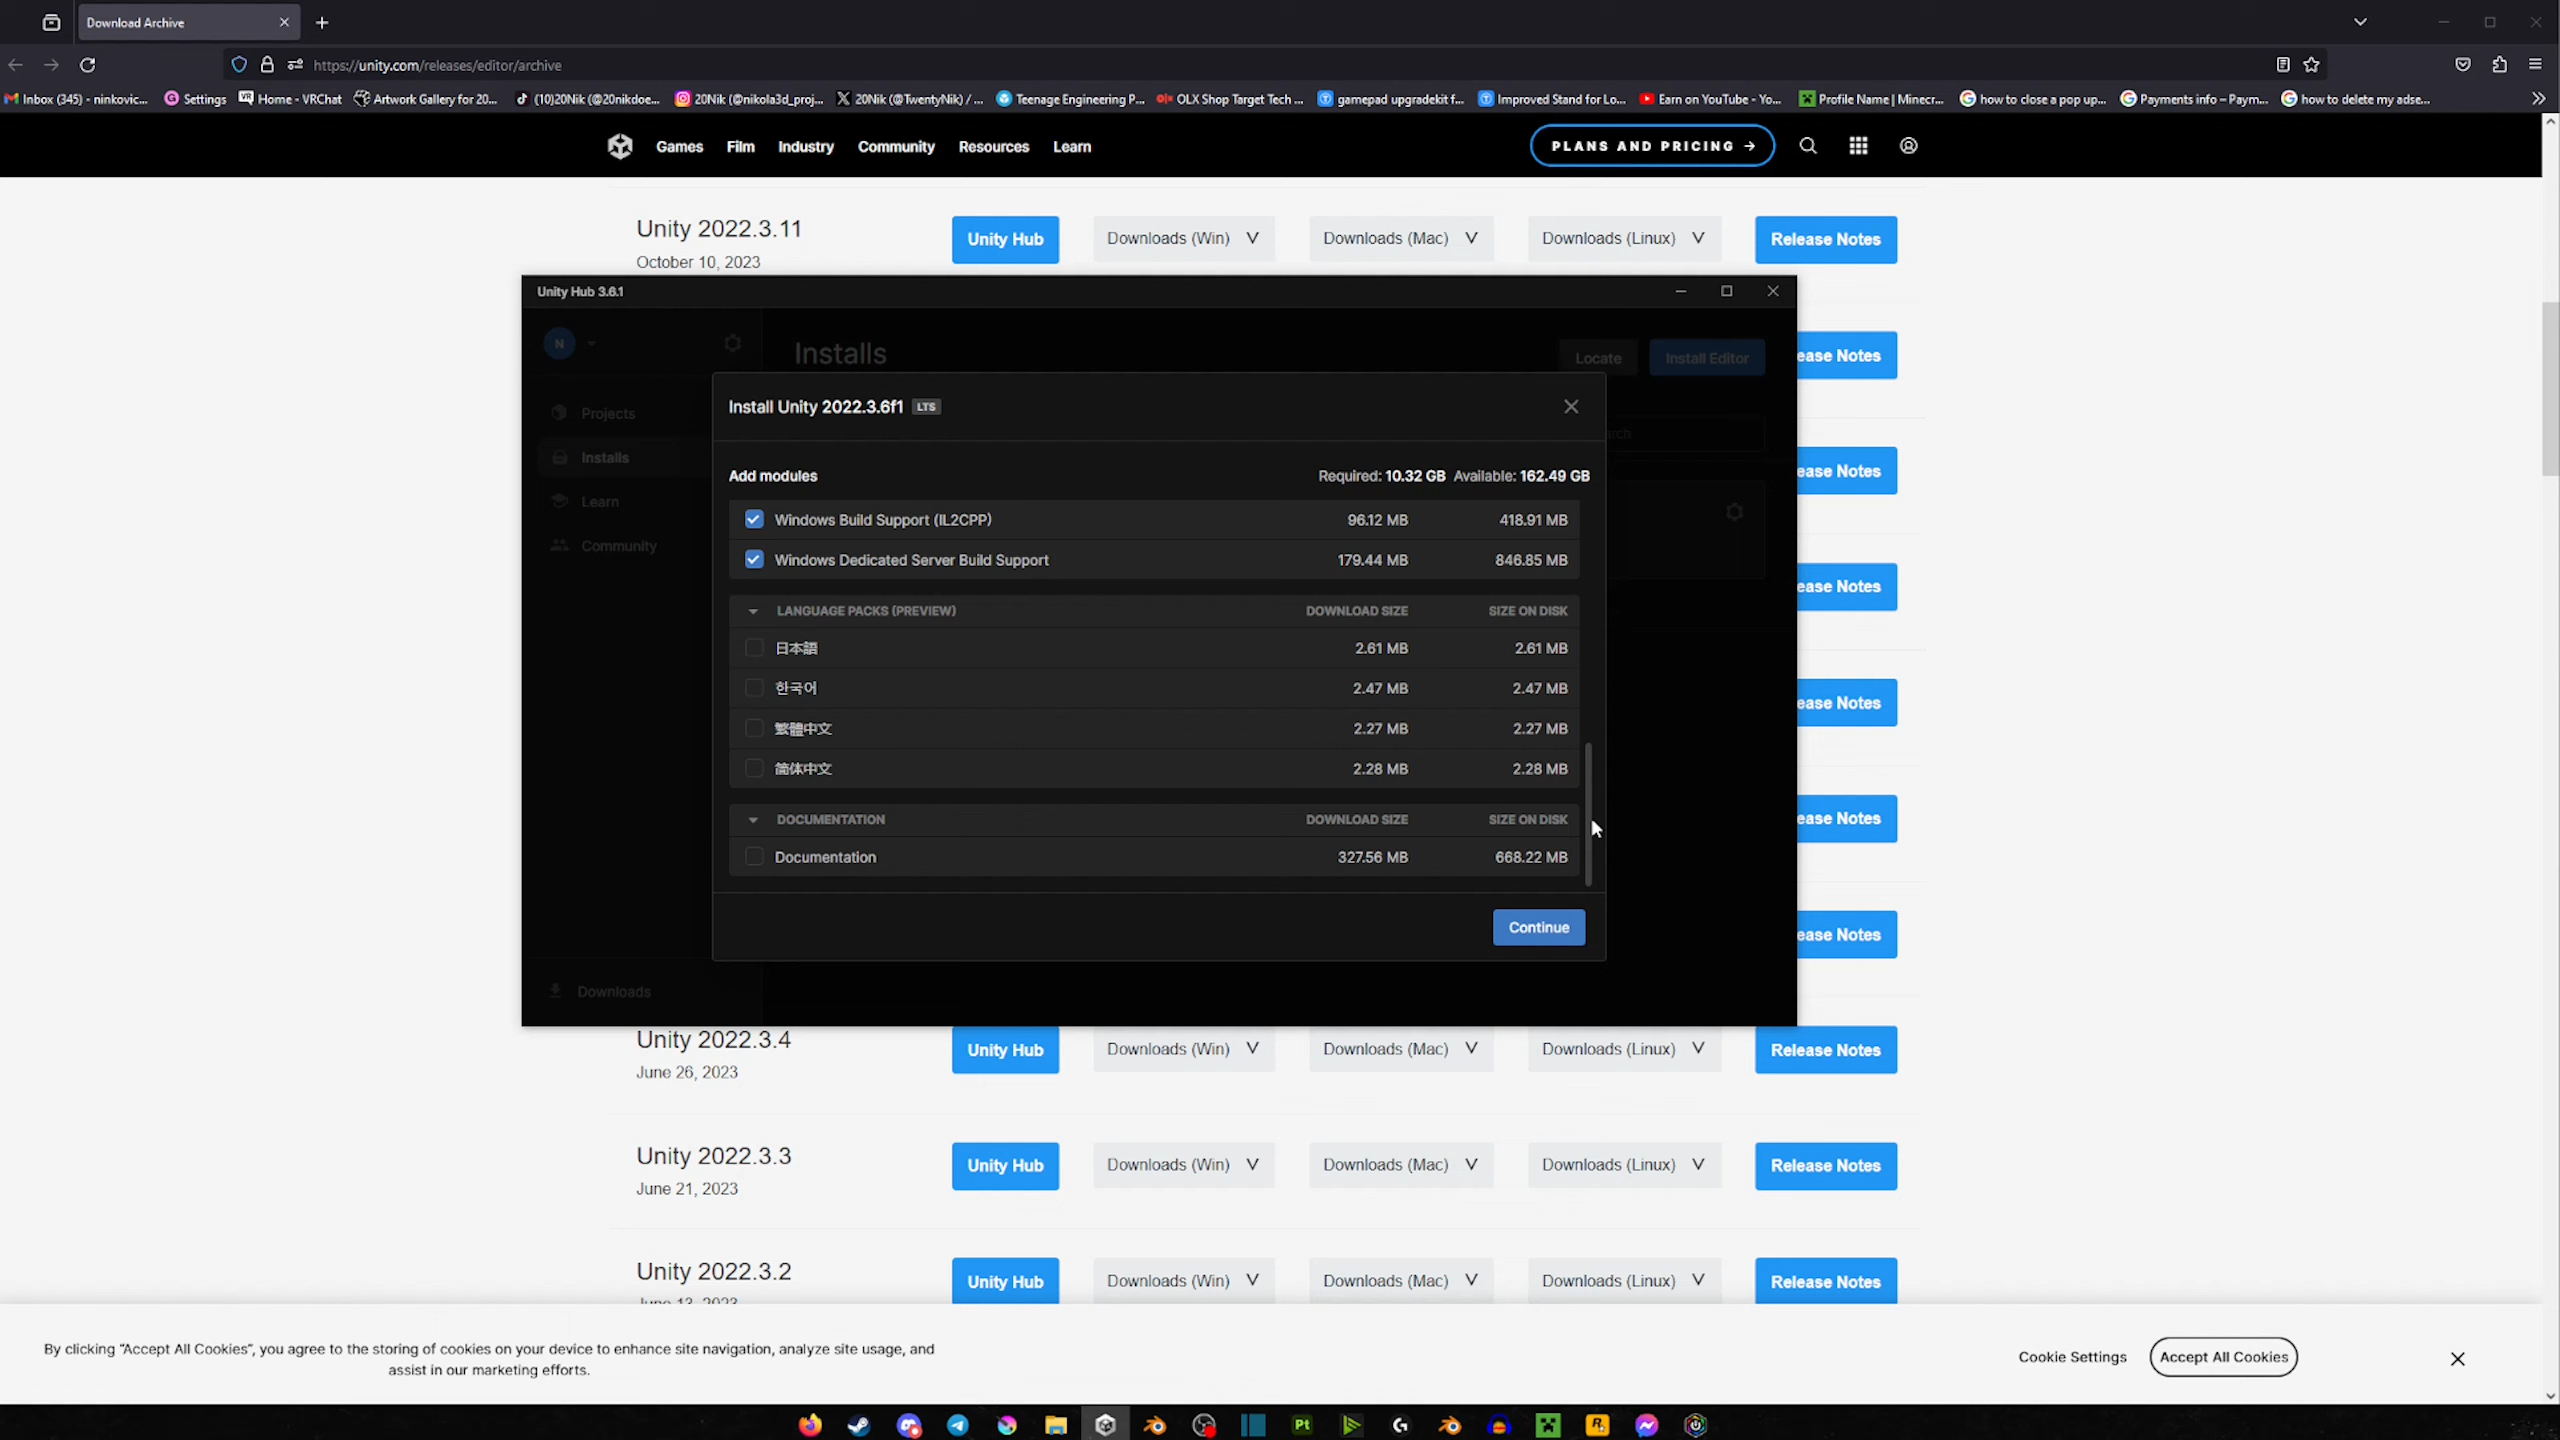 Download Archive
https://unity.com/releases/editor/archive
Inbox (345) - ninkovic...
Settings
Home - VRChat
Artwork Gallery for 20...
(10)20Nik (@20nikdoe...
20Nik (@nikola3d_proj...
20Nik (@TwentyNik) / ...
Teenage Engineering P...
OLX Shop Target Tech ...
gamepad upgradekit f...
Improved Stand for Lo...
Earn on YouTube - Yo...
Profile Name | Minecr...
how to close a pop up...
Payments info – Paym...
how to delete my adse...
Games
Film
Industry
Community
Resources
Learn
PLANS AND PRICING →
Unity 2022.3.11
October 10, 2023
Unity Hub
Downloads (Win)
Downloads (Mac)
Downloads (Linux)
Release Notes
Unity Hub 3.6.1
N
Installs
Locate
Install Editor
ease Notes
Projects
Installs
Learn
Community
Downloads
Install Unity 2022.3.6f1 LTS
Add modules
Required: 10.32 GB Available: 162.49 GB
Windows Build Support (IL2CPP) 96.12 MB 418.91 MB
Windows Dedicated Server Build Support 179.44 MB 846.85 MB
LANGUAGE PACKS (PREVIEW) DOWNLOAD SIZE SIZE ON DISK
日本語 2.61 MB 2.61 MB
한국어 2.47 MB 2.47 MB
繁體中文 2.27 MB 2.27 MB
简体中文 2.28 MB 2.28 MB
DOCUMENTATION DOWNLOAD SIZE SIZE ON DISK
Documentation 327.56 MB 668.22 MB
Continue
ease Notes
ease Notes
ease Notes
ease Notes
ease Notes
Unity 2022.3.4
June 26, 2023
Unity Hub
Downloads (Win)
Downloads (Mac)
Downloads (Linux)
Release Notes
Unity 2022.3.3
June 21, 2023
Unity Hub
Downloads (Win)
Downloads (Mac)
Downloads (Linux)
Release Notes
Unity 2022.3.2
June 13, 2023
Unity Hub
Downloads (Win)
Downloads (Mac)
Downloads (Linux)
Release Notes
By clicking "Accept All Cookies", you agree to the storing of cookies on your device to enhance site navigation, analyze site usage, and
assist in our marketing efforts.
Cookie Settings
Accept All Cookies
Pt